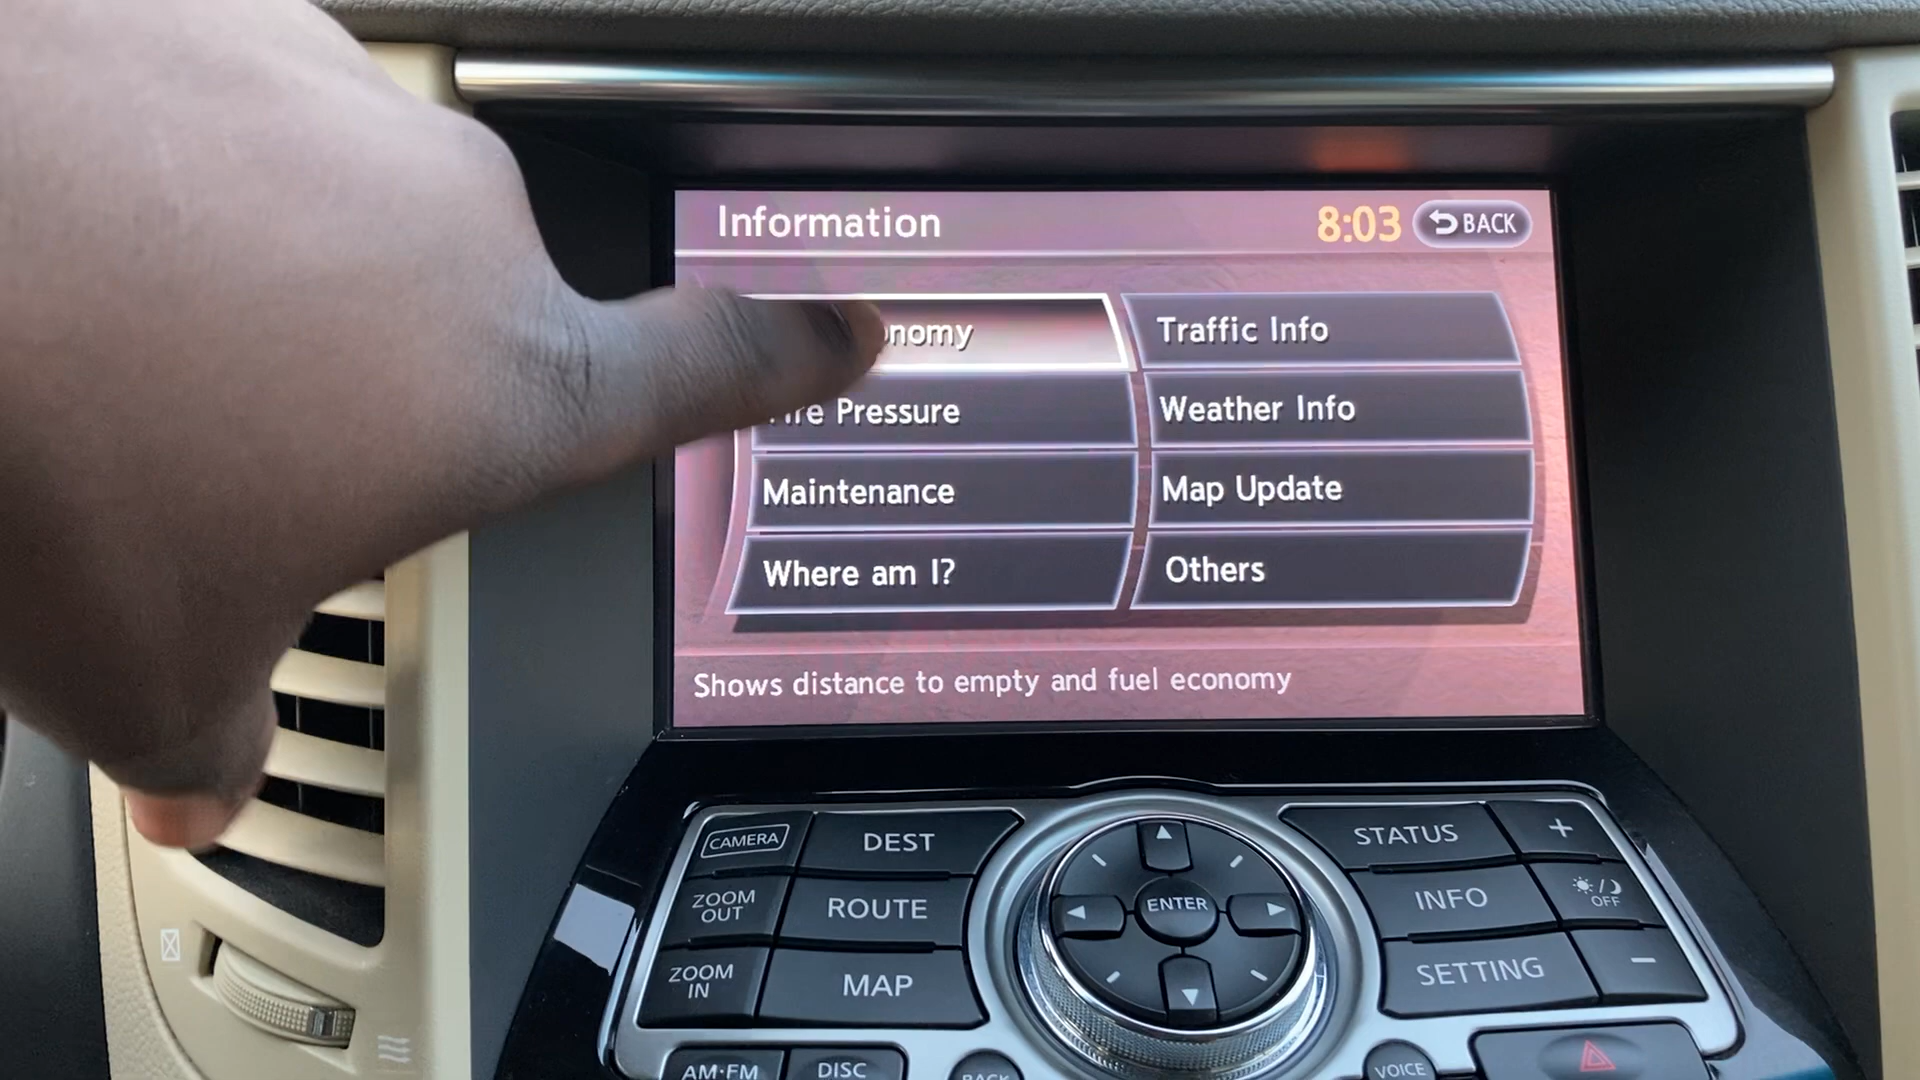 Information 8:03 BACK
onomy Traffic Info
Tire Pressure Weather Info
Maintenance Map Update
Where am I? Others
Shows distance to empty and fuel economy
CAMERA DEST STATUS +
ZOOM OUT ROUTE ENTER INFO OFF
ZOOM IN MAP SETTING −
AM·FM DISC BACK VOICE